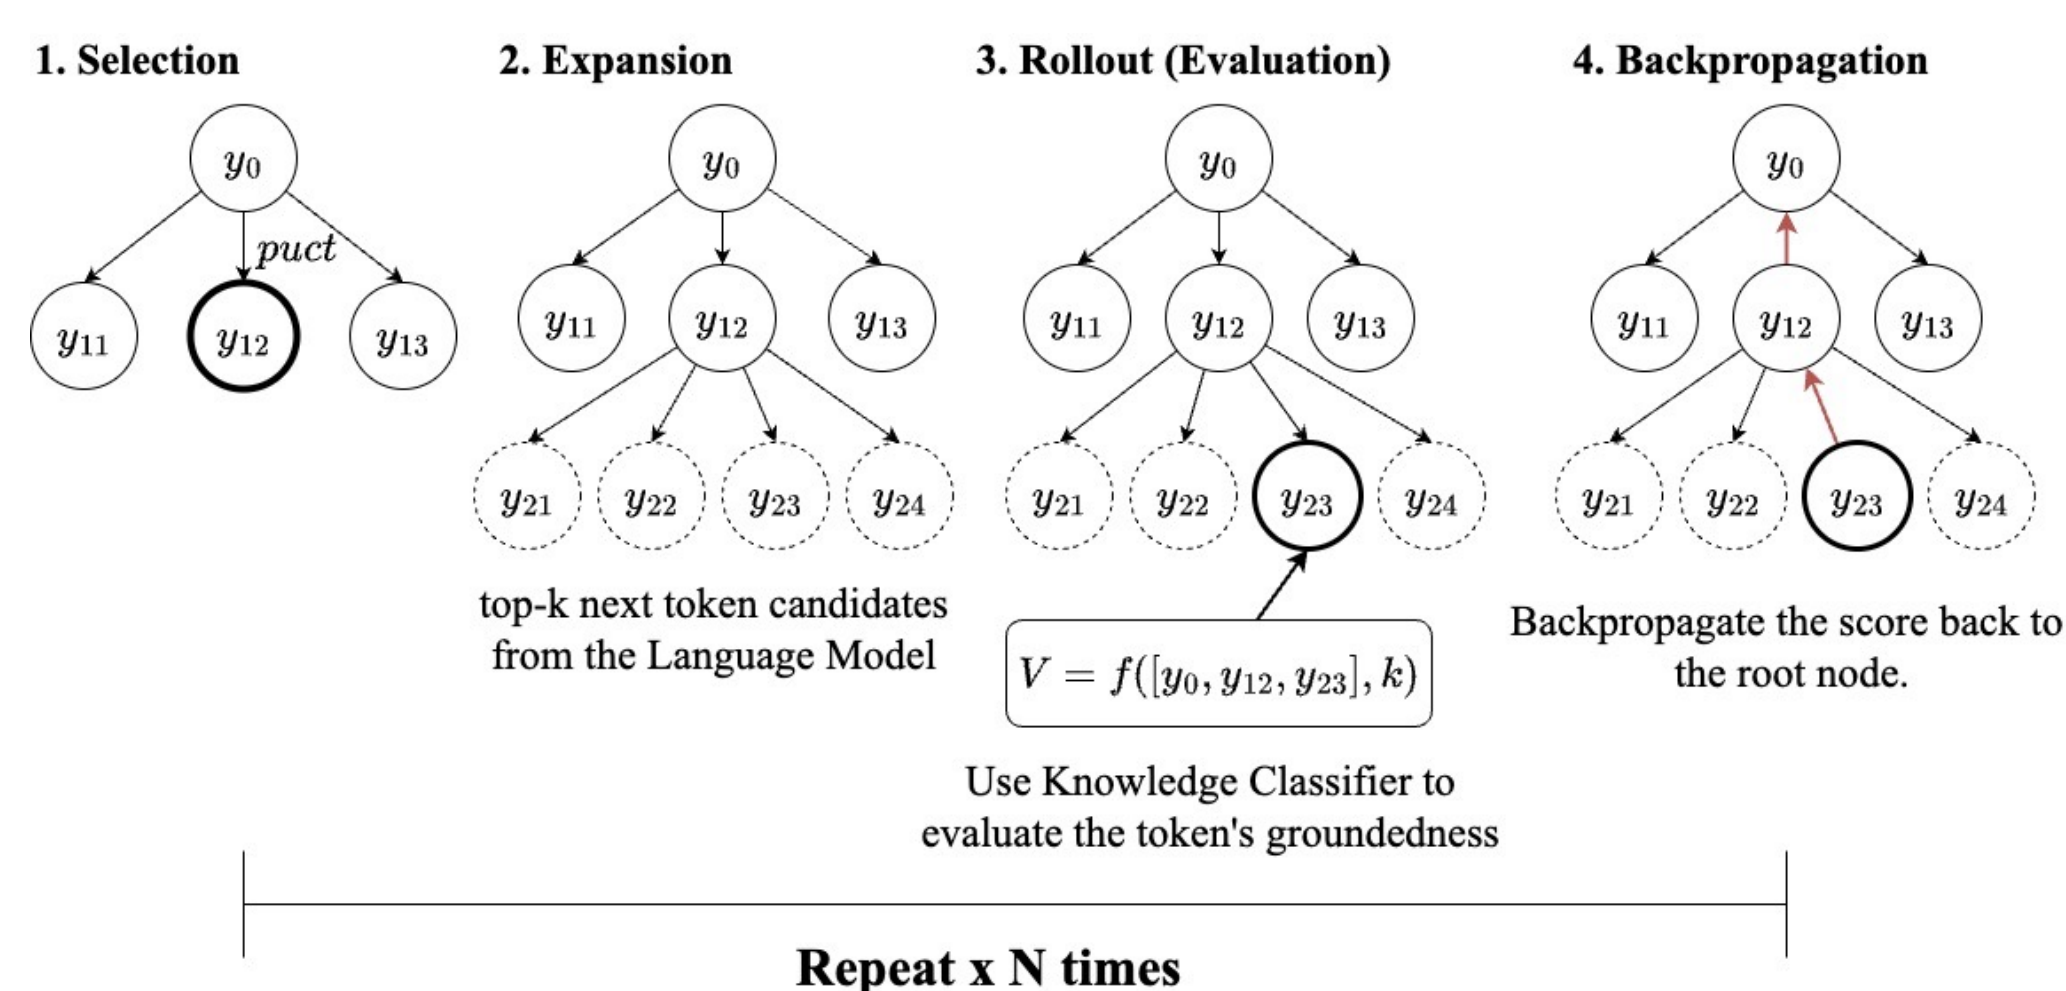 1. Selection
y₀
puct
y₁₁ y₁₂ y₁₃
2. Expansion
y₀
y₁₁ y₁₂ y₁₃
y₂₁ y₂₂ y₂₃ y₂₄
top-k next token candidates
from the Language Model
3. Rollout (Evaluation)
y₀
y₁₁ y₁₂ y₁₃
y₂₁ y₂₂ y₂₃ y₂₄
V = f([y₀, y₁₂, y₂₃], k)
Use Knowledge Classifier to
evaluate the token's groundedness
4. Backpropagation
y₀
y₁₁ y₁₂ y₁₃
y₂₁ y₂₂ y₂₃ y₂₄
Backpropagate the score back to
the root node.
Repeat x N times